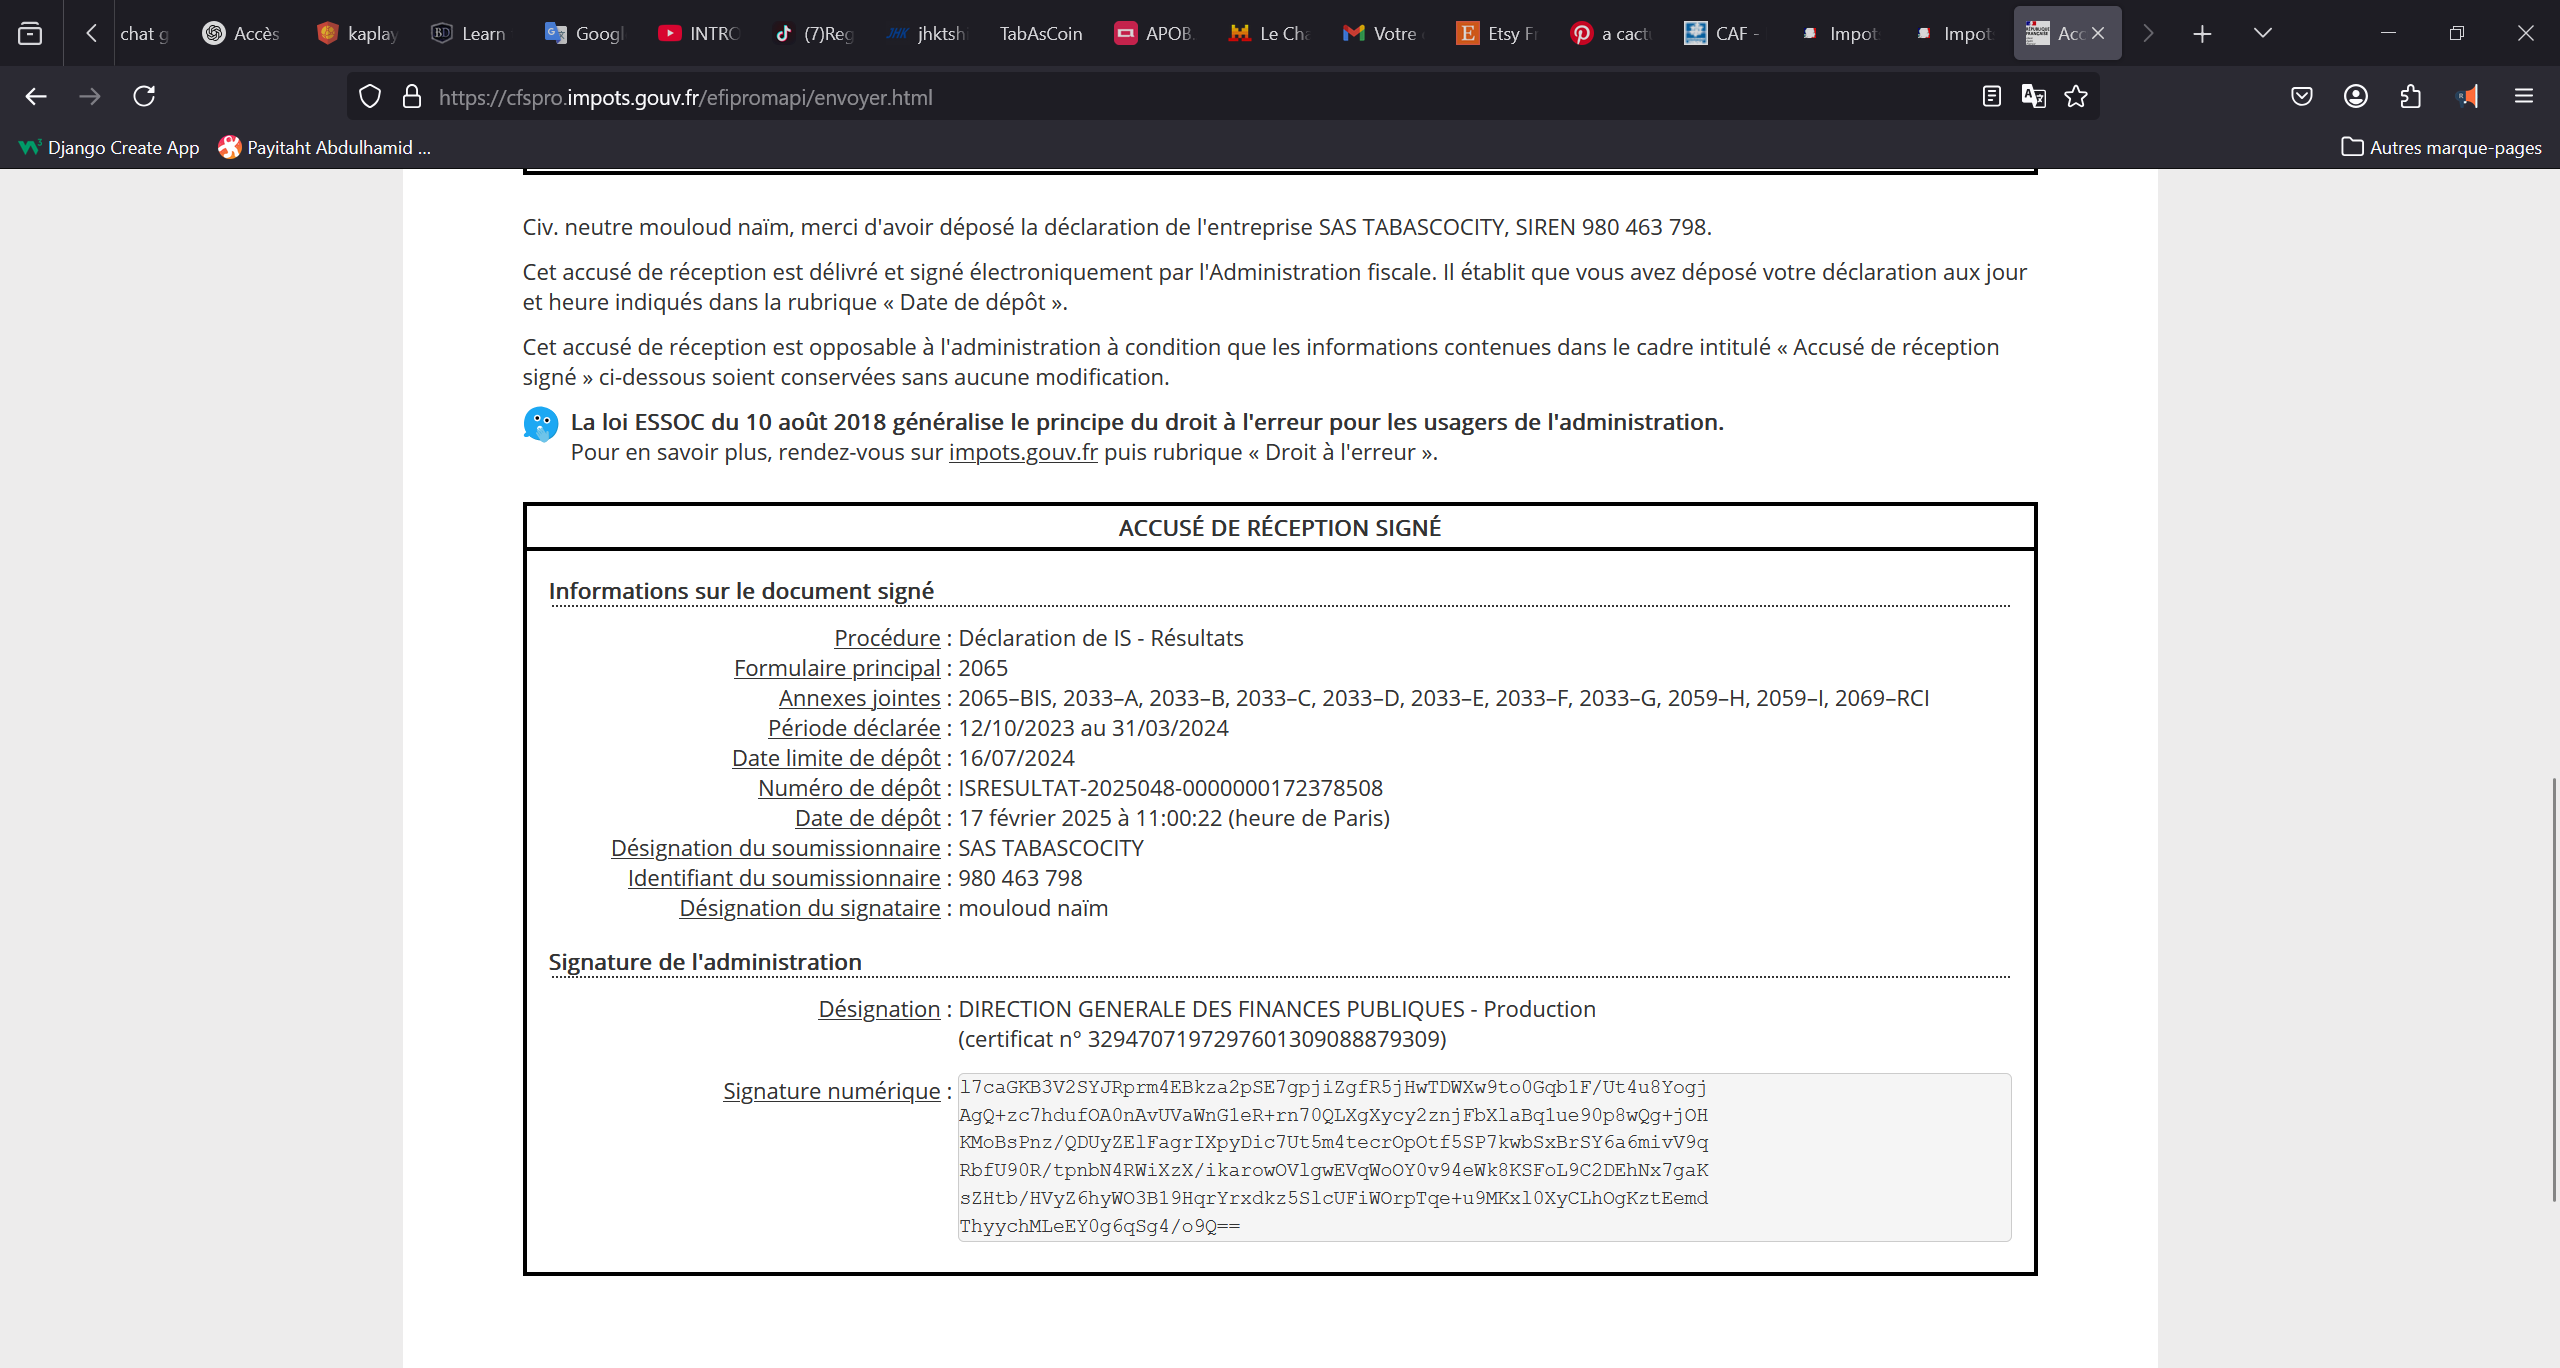 chat g
Accès
kaplay
Learn
Googl
INTRO
(7)Reg
jhktshi
TabAsCoin
APOB.
Le Cha
Votre
Etsy Fr
a cact
CAF -
Impot
Impot
Acc
https://cfspro.impots.gouv.fr/efipromapi/envoyer.html
Django Create App
Payitaht Abdulhamid ...
Autres marque-pages
Civ. neutre mouloud naïm, merci d'avoir déposé la déclaration de l'entreprise SAS TABASCOCITY, SIREN 980 463 798.
Cet accusé de réception est délivré et signé électroniquement par l'Administration fiscale. Il établit que vous avez déposé votre déclaration aux jour
et heure indiqués dans la rubrique « Date de dépôt ».
Cet accusé de réception est opposable à l'administration à condition que les informations contenues dans le cadre intitulé « Accusé de réception
signé » ci-dessous soient conservées sans aucune modification.
La loi ESSOC du 10 août 2018 généralise le principe du droit à l'erreur pour les usagers de l'administration.
Pour en savoir plus, rendez-vous sur impots.gouv.fr puis rubrique « Droit à l'erreur ».
ACCUSÉ DE RÉCEPTION SIGNÉ
Informations sur le document signé
Procédure : Déclaration de IS - Résultats
Formulaire principal : 2065
Annexes jointes : 2065–BIS, 2033–A, 2033–B, 2033–C, 2033–D, 2033–E, 2033–F, 2033–G, 2059–H, 2059–I, 2069–RCI
Période déclarée : 12/10/2023 au 31/03/2024
Date limite de dépôt : 16/07/2024
Numéro de dépôt : ISRESULTAT-2025048-0000000172378508
Date de dépôt : 17 février 2025 à 11:00:22 (heure de Paris)
Désignation du soumissionnaire : SAS TABASCOCITY
Identifiant du soumissionnaire : 980 463 798
Désignation du signataire : mouloud naïm
Signature de l'administration
Désignation : DIRECTION GENERALE DES FINANCES PUBLIQUES - Production
(certificat n° 32947071972976013090888​79309)
Signature numérique : l7caGKB3V2SYJRprm4EBkza2pSE7gpjiZgfR5jHwTDWXw9to0Gqb1F/Ut4u8Yogj
AgQ+zc7hdufOA0nAvUVaWnG1eR+rn70QLXgXycy2znjFbXlaBq1ue90p8wQg+jOH
KMoBsPnz/QDUyZElFagrIXpyDic7Ut5m4tecrOpOtf5SP7kwbSxBrSY6a6mivV9q
RbfU90R/tpnbN4RWiXzX/ikarowOVlgwEVqWoOY0v94eWk8KSFoL9C2DEhNx7gaK
sZHtb/HVyZ6hyWO3B19HqrYrxdkz5SlcUFiWOrpTqe+u9MKxl0XyCLhOgKztEemd
ThyychMLeEY0g6qSg4/o9Q==